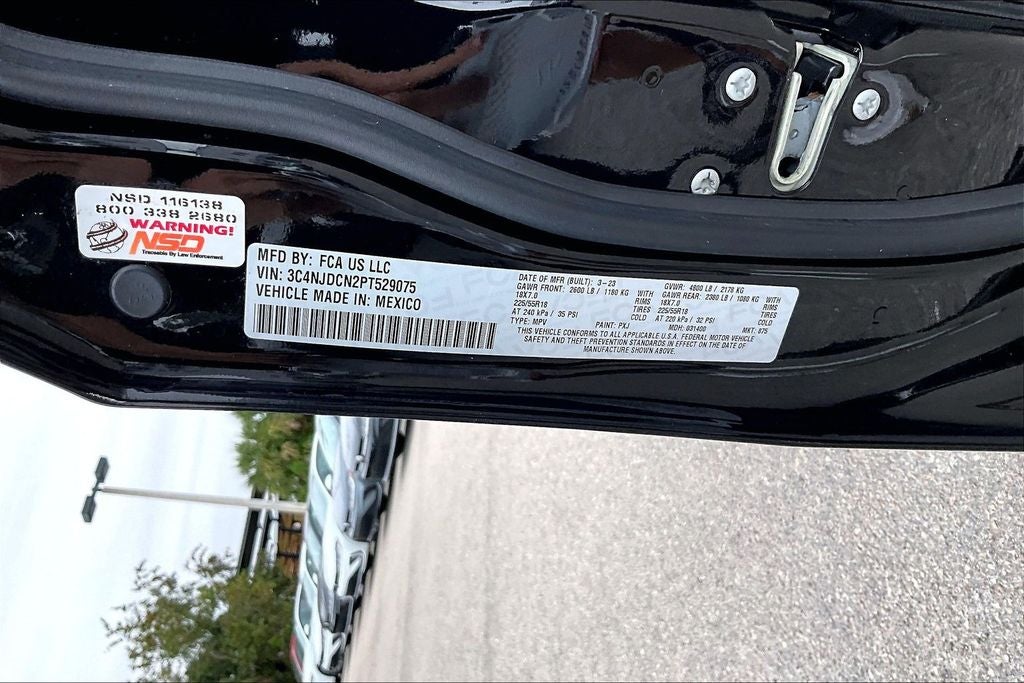 NSD 116138
800 338 2680
WARNING!
NSD
Traceable By Law Enforcement
MFD BY: FCA US LLC
VIN: 3C4NJDCN2PT529075
VEHICLE MADE IN: MEXICO
DATE OF MFR (BUILT): 3-23
GVWR: 4800 LB / 2178 KG
GAWR FRONT: 2600 LB / 1180 KG WITH
18X7.0 RIMS
225/55R18 TIRES
AT 240 kPa / 35 PSI COLD
GAWR REAR: 2380 LB / 1080 KG WITH
18X7.0 RIMS
225/55R18 TIRES
AT 220 kPa / 32 PSI COLD
TYPE: MPV PAINT: PXJ MDH: 031400 MKT: 875
THIS VEHICLE CONFORMS TO ALL APPLICABLE U.S.A. FEDERAL MOTOR VEHICLE
SAFETY AND THEFT PREVENTION STANDARDS IN EFFECT ON THE DATE OF
MANUFACTURE SHOWN ABOVE.